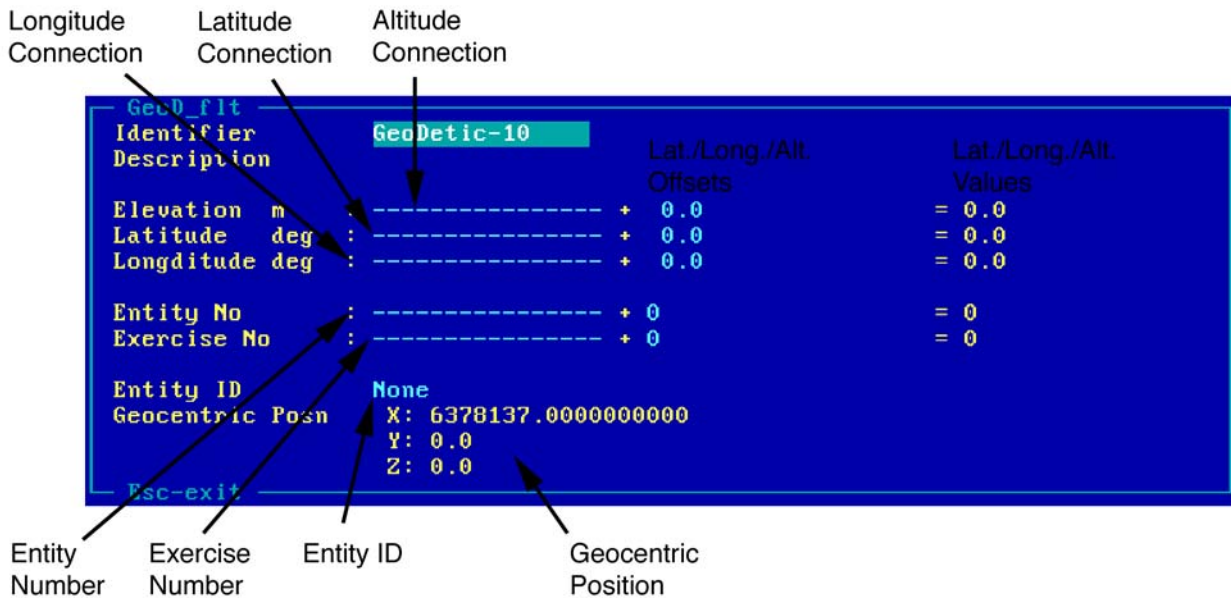 Longitude Connection
Latitude Connection
Altitude Connection
GeoD_flt
Identifier GeoDetic-10
Description
Lat./Long./Alt. Offsets
Lat./Long./Alt. Values
Elevation m : ---------------- + 0.0 = 0.0
Latitude deg : ---------------- + 0.0 = 0.0
Longditude deg : ---------------- + 0.0 = 0.0
Entity No : ---------------- + 0 = 0
Exercise No : ---------------- + 0 = 0
Entity ID None
Geocentric Posn X: 6378137.0000000000
Y: 0.0
Z: 0.0
Esc-exit
Entity Number
Exercise Number
Entity ID
Geocentric Position